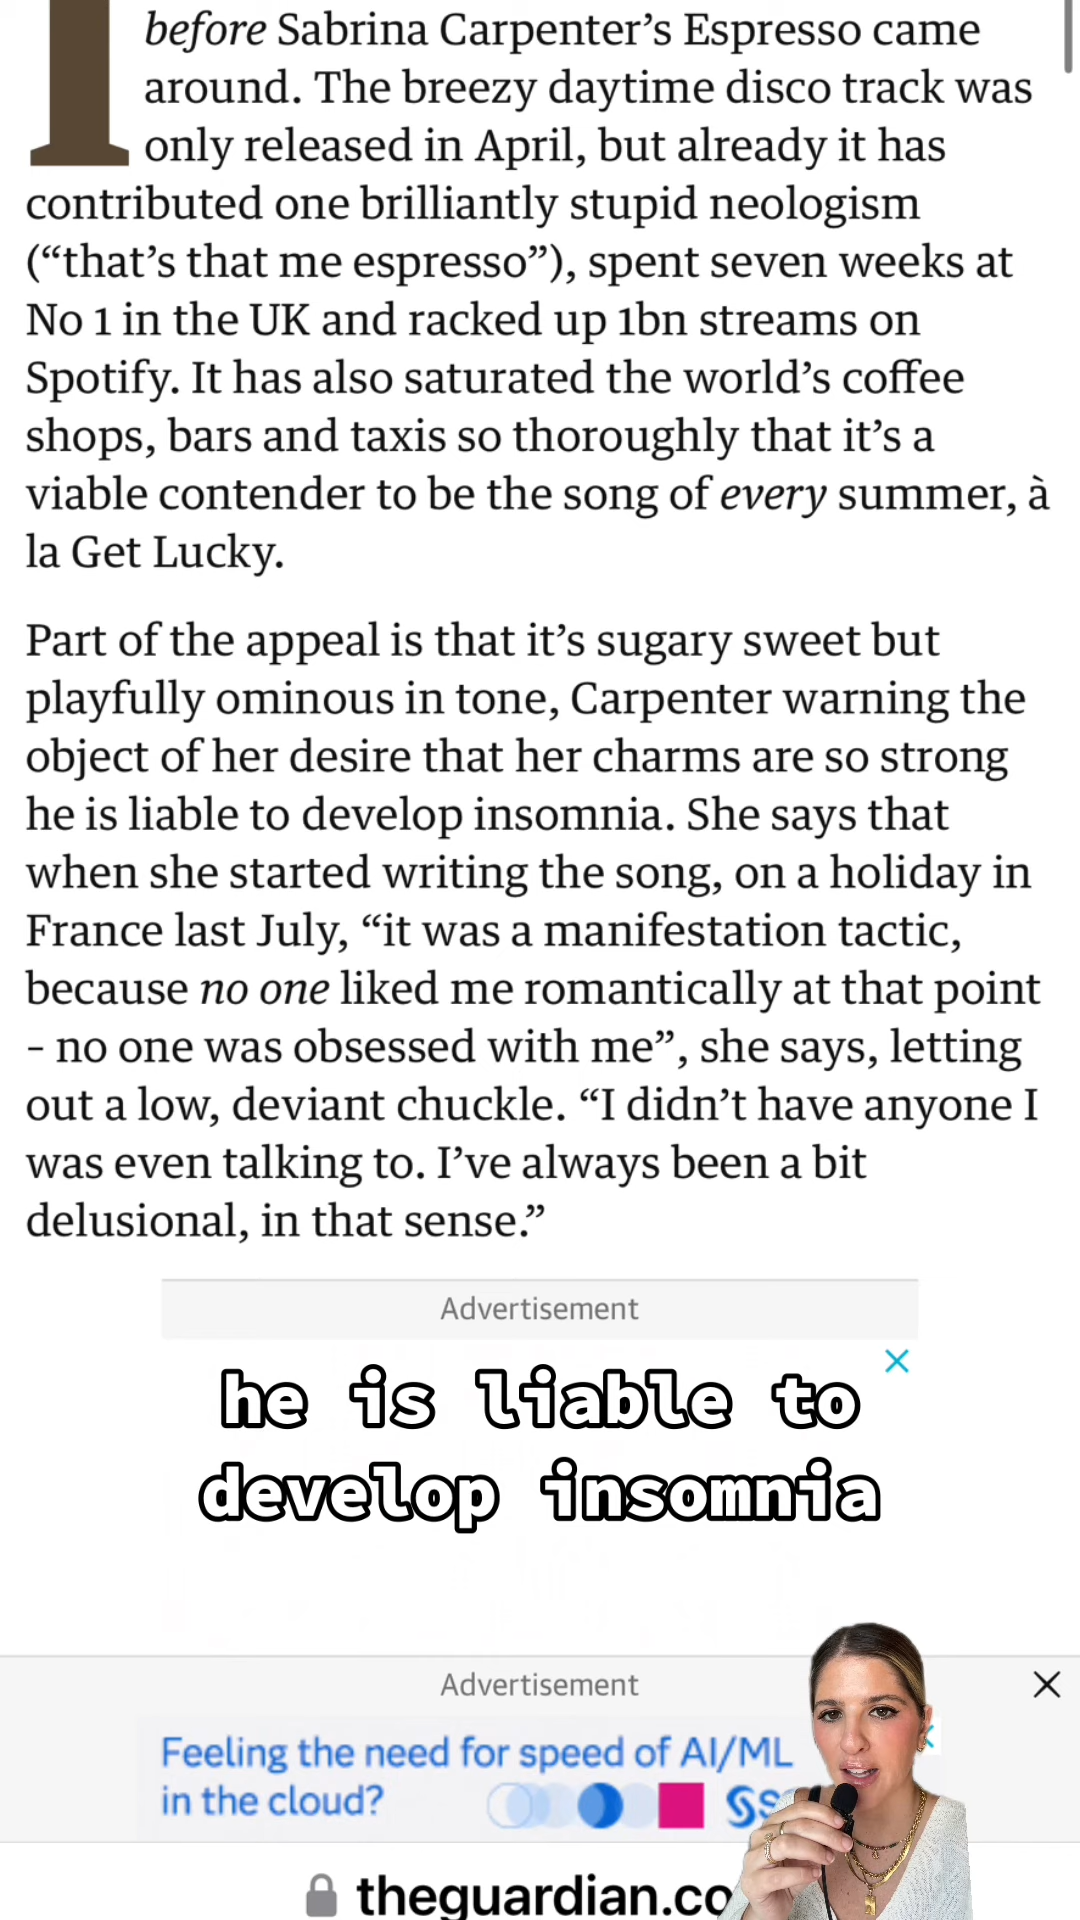 before Sabrina Carpenter’s Espresso came
around. The breezy daytime disco track was
only released in April, but already it has
contributed one brilliantly stupid neologism
(“that’s that me espresso”), spent seven weeks at
No 1 in the UK and racked up 1bn streams on
Spotify. It has also saturated the world’s coffee
shops, bars and taxis so thoroughly that it’s a
viable contender to be the song of every summer, à
la Get Lucky.
Part of the appeal is that it’s sugary sweet but
playfully ominous in tone, Carpenter warning the
object of her desire that her charms are so strong
he is liable to develop insomnia. She says that
when she started writing the song, on a holiday in
France last July, “it was a manifestation tactic,
because no one liked me romantically at that point
– no one was obsessed with me”, she says, letting
out a low, deviant chuckle. “I didn’t have anyone I
was even talking to. I’ve always been a bit
delusional, in that sense.”
Advertisement
he is liable to
develop insomnia
Advertisement
Feeling the need for speed of AI/ML
in the cloud?
theguardian.co